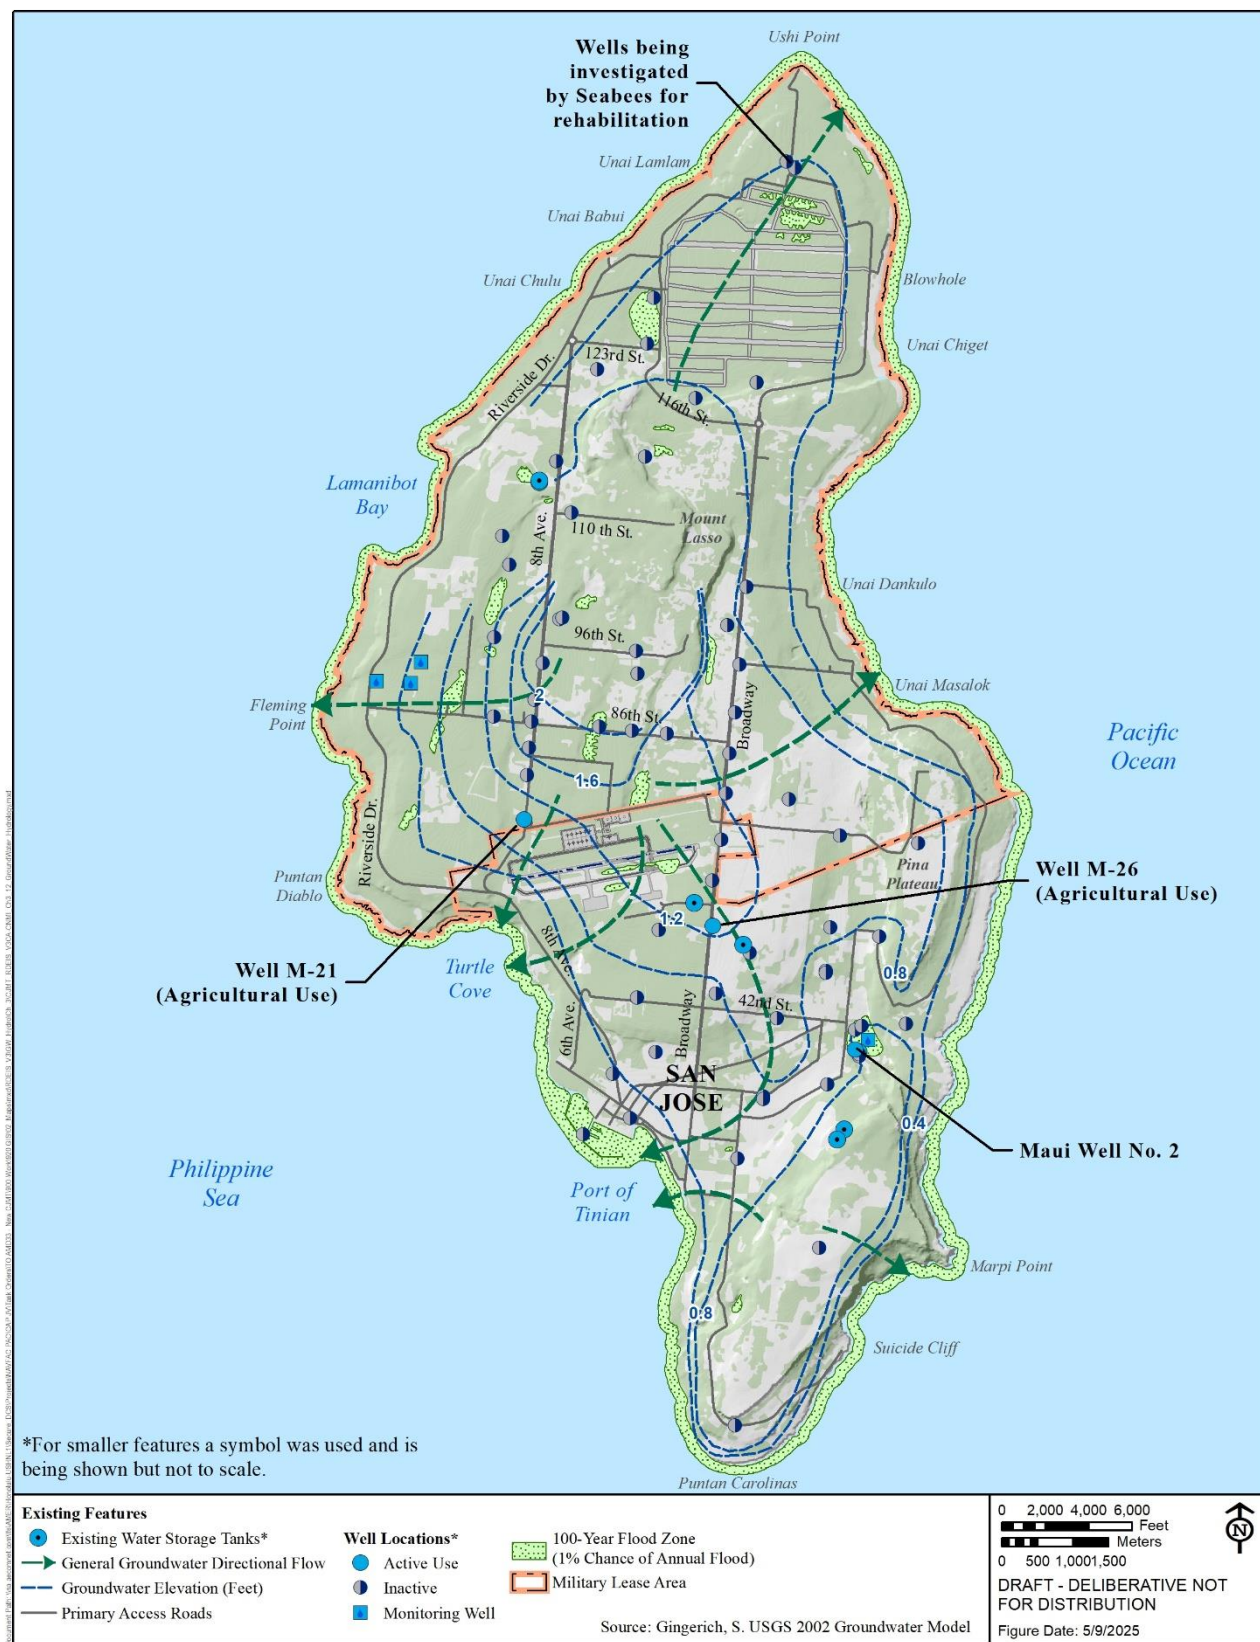 Ushi Point
Wells being
investigated
by Seabees for
rehabilitation
Unai Lamlam
Unai Babui
Unai Chulu
Blowhole
Unai Chiget
123rd St.
Riverside Dr.
116th St.
Lamanibot
Bay
8th Ave.
110 th St.
Mount
Lasso
Unai Dankulo
96th St.
Unai Masalok
2
Fleming
Point
86th St.
Broadway
Pacific
Ocean
1.6
Riverside Dr.
Puntan
Diablo
Pina
Plateau
Well M-26
(Agricultural Use)
1.2
8th Ave.
Well M-21
(Agricultural Use)
Turtle
Cove
0.8
42nd St.
6th Ave.
Broadway
SAN
JOSE
0.4
Maui Well No. 2
Philippine
Sea
Port of
Tinian
Marpi Point
0.8
Suicide Cliff
*For smaller features a symbol was used and is
being shown but not to scale.
Puntan Carolinas
Existing Features
Existing Water Storage Tanks*
General Groundwater Directional Flow
Groundwater Elevation (Feet)
Primary Access Roads
Well Locations*
Active Use
Inactive
Monitoring Well
100-Year Flood Zone
(1% Chance of Annual Flood)
Military Lease Area
Source: Gingerich, S. USGS 2002 Groundwater Model
0 2,000 4,000 6,000
Feet
Meters
0 500 1,000 1,500
N
DRAFT - DELIBERATIVE NOT
FOR DISTRIBUTION
Figure Date: 5/9/2025